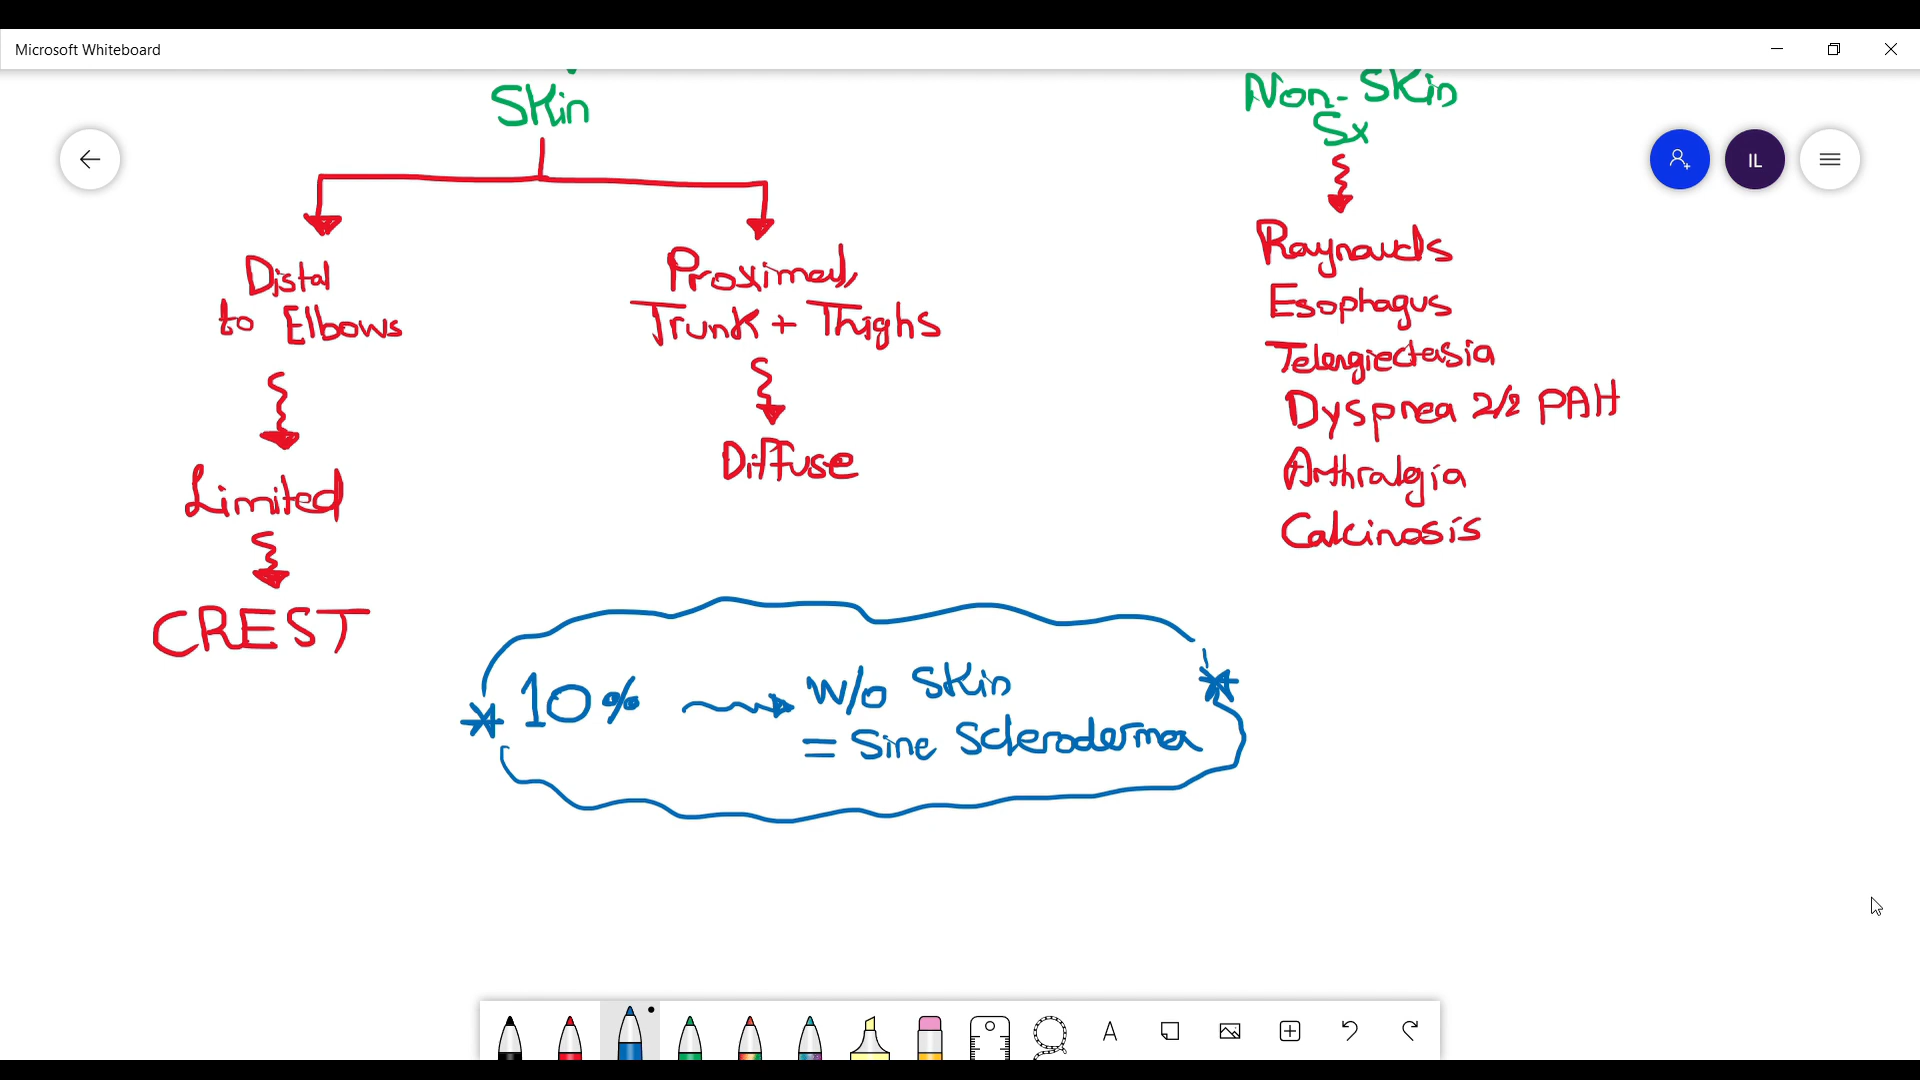 Microsoft Whiteboard
Skin
Distal
to Elbows
Limited
CREST
Proximal,
Trunk + Thighs
Diffuse
Non-Skin
Sx
Raynauds
Esophagus
Telengiectasia
Dyspnea 2/2 PAH
Arthralgia
Calcinosis
10% w/o Skin
= Sine Scleroderma
IL
A